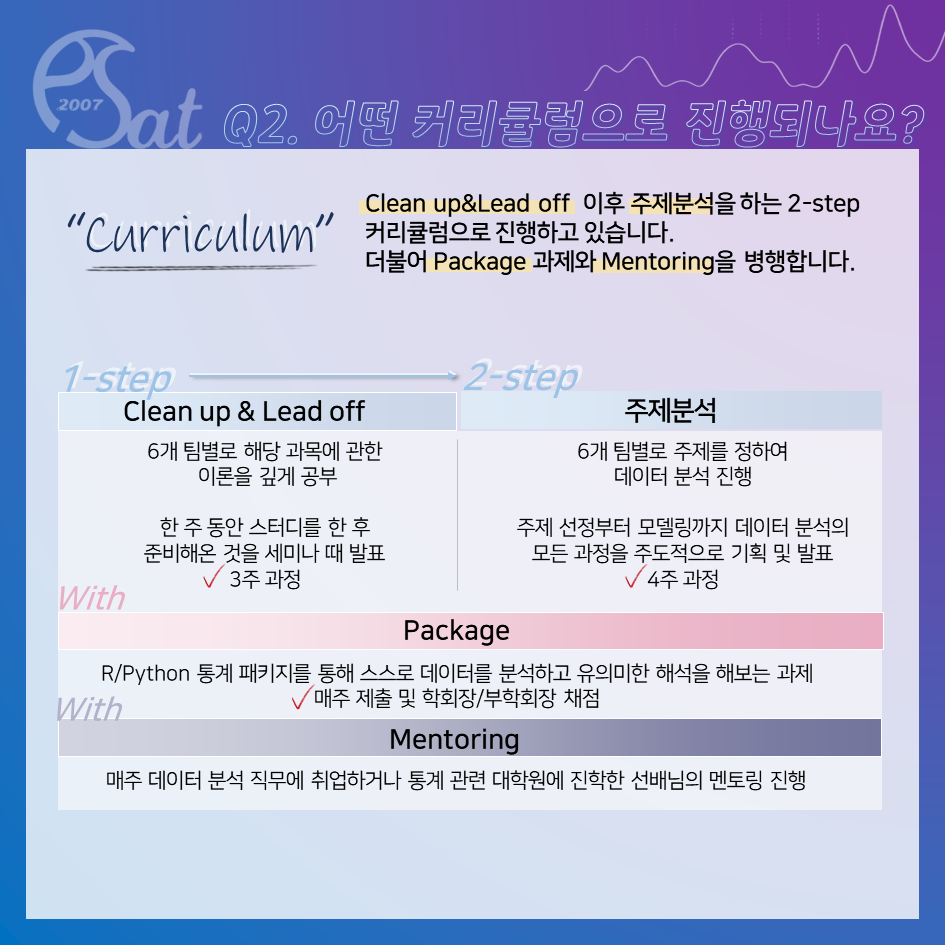 PSat
2007
Q2. 어떤 커리큘럼으로 진행되나요?
"Curriculum"
Clean up&Lead off 이후 주제분석을 하는 2-step
커리큘럼으로 진행하고 있습니다.
더불어 Package 과제와 Mentoring을 병행합니다.
1-step
2-step
Clean up & Lead off
주제분석
6개 팀별로 해당 과목에 관한
이론을 깊게 공부
한 주 동안 스터디를 한 후
준비해온 것을 세미나 때 발표
3주 과정
6개 팀별로 주제를 정하여
데이터 분석 진행
주제 선정부터 모델링까지 데이터 분석의
모든 과정을 주도적으로 기획 및 발표
4주 과정
With
Package
R/Python 통계 패키지를 통해 스스로 데이터를 분석하고 유의미한 해석을 해보는 과제
매주 제출 및 학회장/부학회장 채점
With
Mentoring
매주 데이터 분석 직무에 취업하거나 통계 관련 대학원에 진학한 선배님의 멘토링 진행